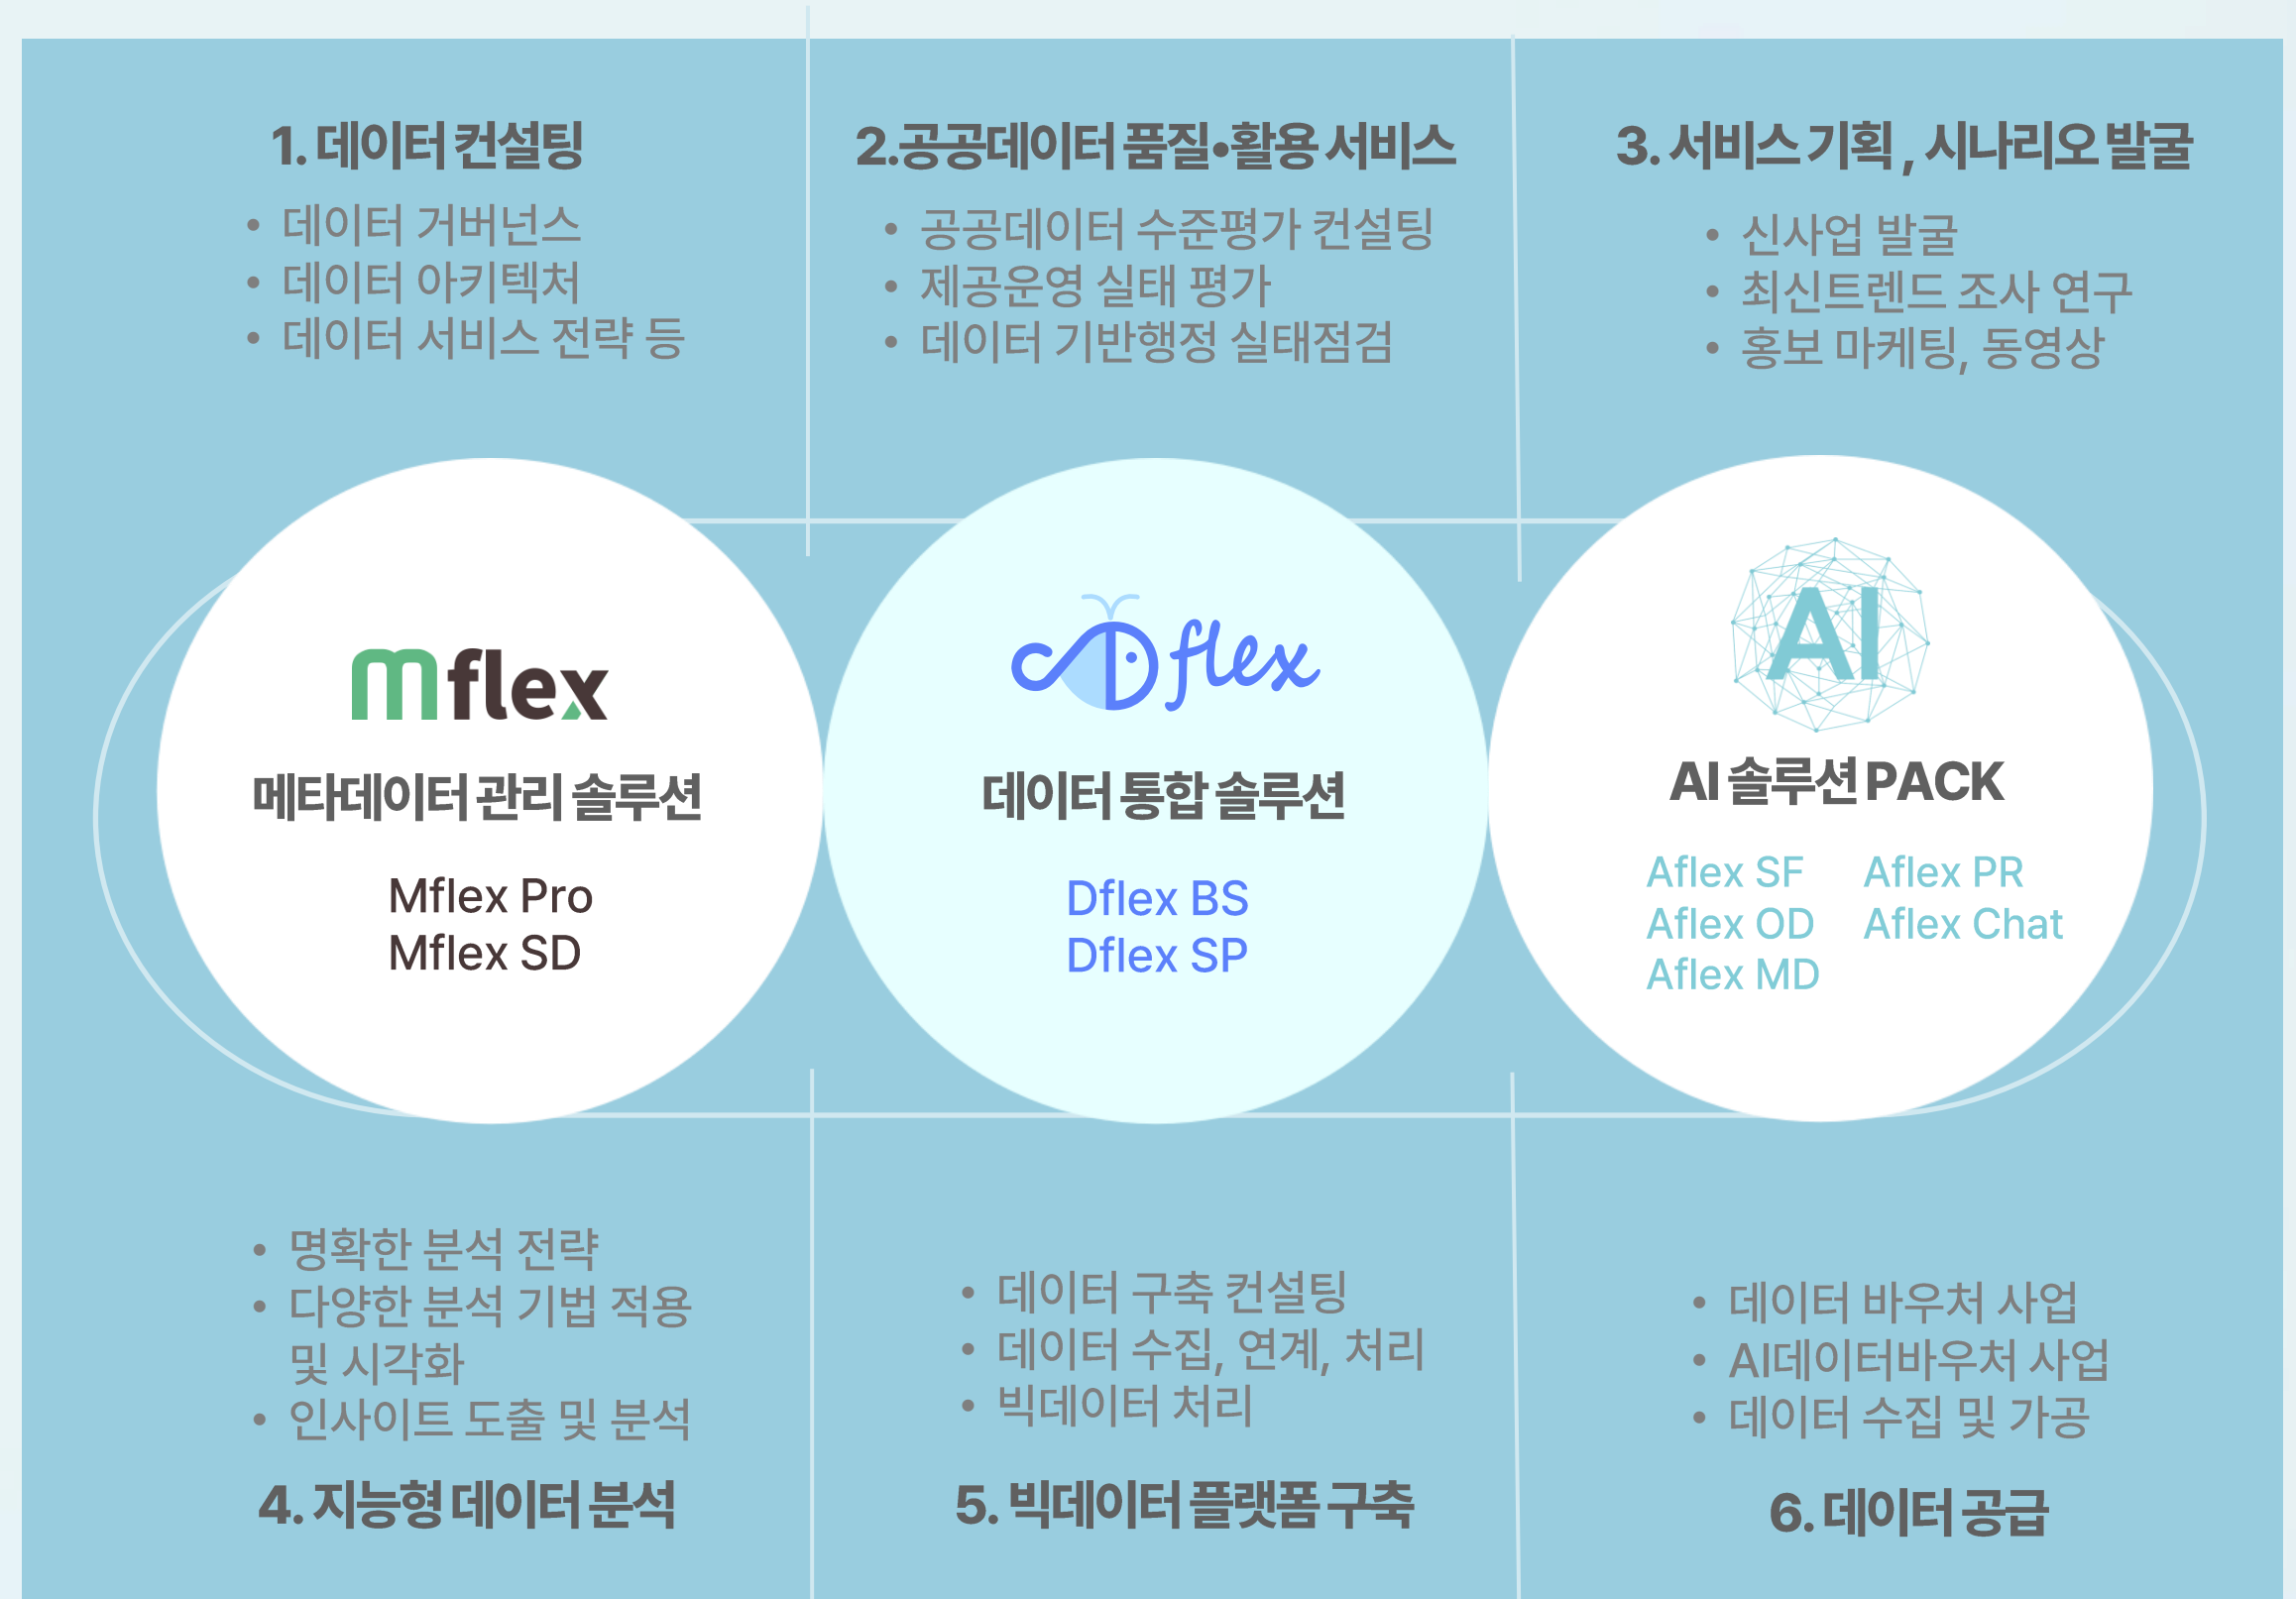 1. 데이터 컨설팅
• 데이터 거버넌스
• 데이터 아키텍처
• 데이터 서비스 전략 등
2.공공데이터 품질•활용 서비스
• 공공데이터 수준평가 컨설팅
• 제공운영 실태 평가
• 데이터 기반행정 실태점검
3. 서비스 기획 , 시나리오 발굴
• 신사업 발굴
• 최신트렌드 조사 연구
• 홍보 마케팅, 동영상
mflex
메타데이터 관리 솔루션
Mflex Pro
Mflex SD
Dflex
데이터 통합 솔루션
Dflex BS
Dflex SP
AI
AI 솔루션 PACK
Aflex SF
Aflex OD
Aflex MD
Aflex PR
Aflex Chat
• 명확한 분석 전략
• 다양한 분석 기법 적용
및 시각화
• 인사이트 도출 및 분석
4. 지능형 데이터 분석
• 데이터 구축 컨설팅
• 데이터 수집, 연계, 처리
• 빅데이터 처리
5. 빅데이터 플랫폼 구축
• 데이터 바우처 사업
• AI데이터바우처 사업
• 데이터 수집 및 가공
6. 데이터 공급